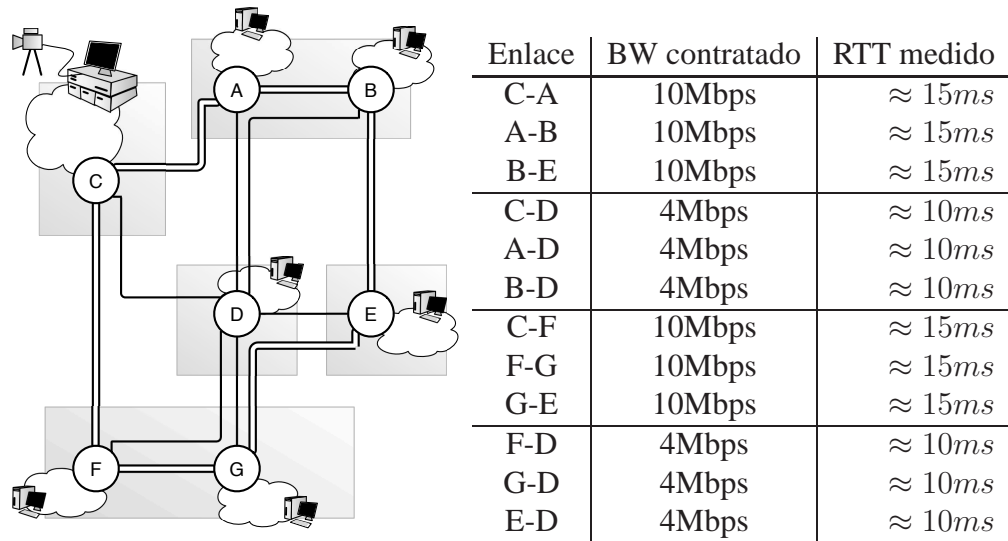 A
B
C
D
E
F
G
Enlace BW contratado RTT medido
C-A 10Mbps ≈ 15ms
A-B 10Mbps ≈ 15ms
B-E 10Mbps ≈ 15ms
C-D 4Mbps ≈ 10ms
A-D 4Mbps ≈ 10ms
B-D 4Mbps ≈ 10ms
C-F 10Mbps ≈ 15ms
F-G 10Mbps ≈ 15ms
G-E 10Mbps ≈ 15ms
F-D 4Mbps ≈ 10ms
G-D 4Mbps ≈ 10ms
E-D 4Mbps ≈ 10ms